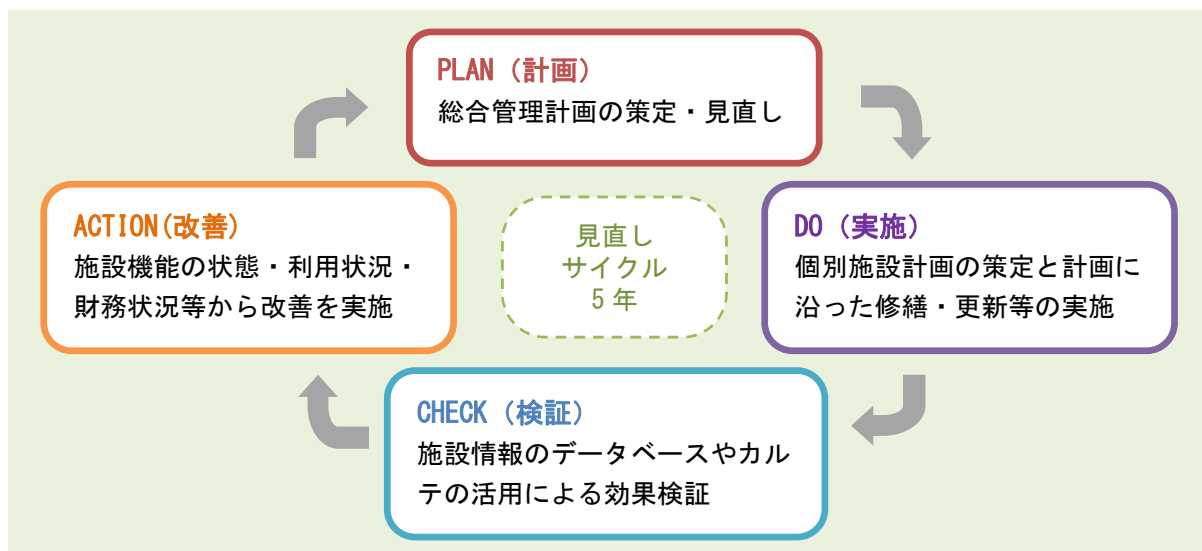 PLAN（計画）
総合管理計画の策定・見直し
ACTION(改善)
施設機能の状態・利用状況・
財務状況等から改善を実施
見直し
サイクル
5年
DO（実施）
個別施設計画の策定と計画に
沿った修繕・更新等の実施
CHECK（検証）
施設情報のデータベースやカル
テの活用による効果検証